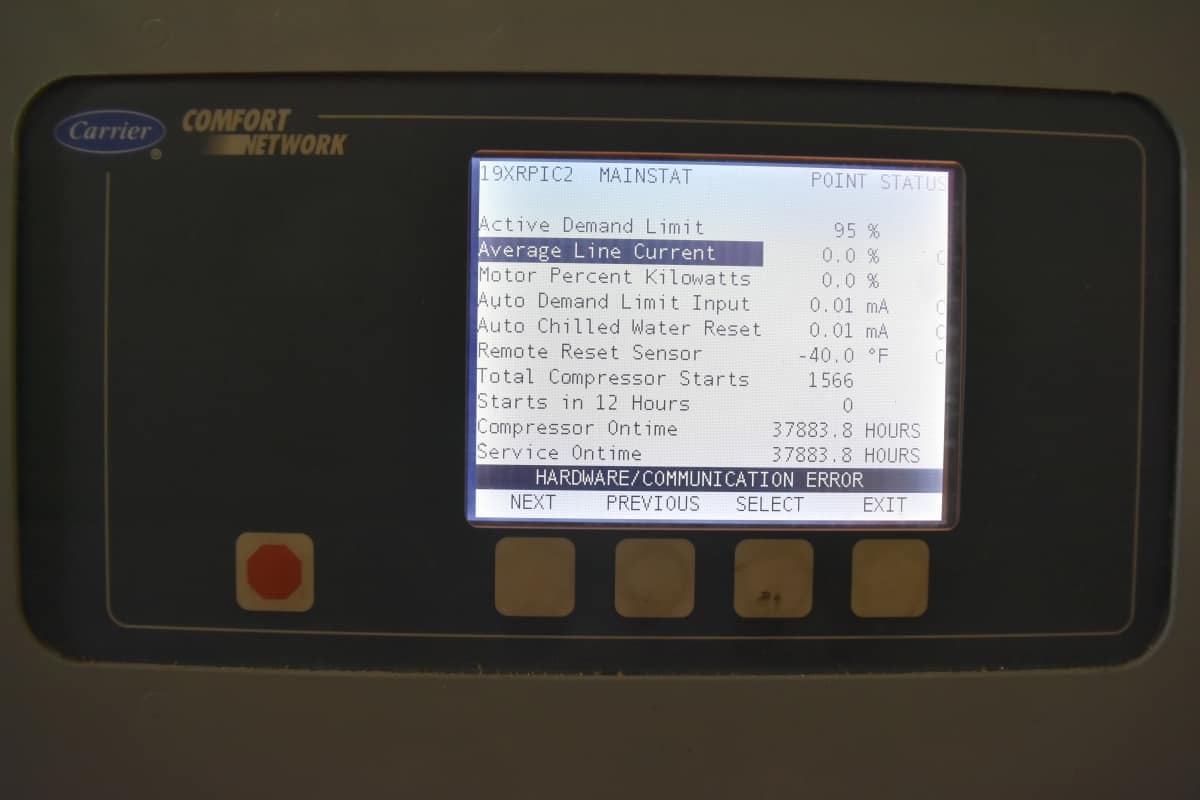 Carrier
®
COMFORT
NETWORK
19XRPIC2 MAINSTAT POINT STATUS
Active Demand Limit 95 %
Average Line Current 0.0 % C
Motor Percent Kilowatts 0.0 %
Auto Demand Limit Input 0.01 mA C
Auto Chilled Water Reset 0.01 mA C
Remote Reset Sensor -40.0 °F C
Total Compressor Starts 1566
Starts in 12 Hours 0
Compressor Ontime 37883.8 HOURS
Service Ontime 37883.8 HOURS
HARDWARE/COMMUNICATION ERROR
NEXT PREVIOUS SELECT EXIT